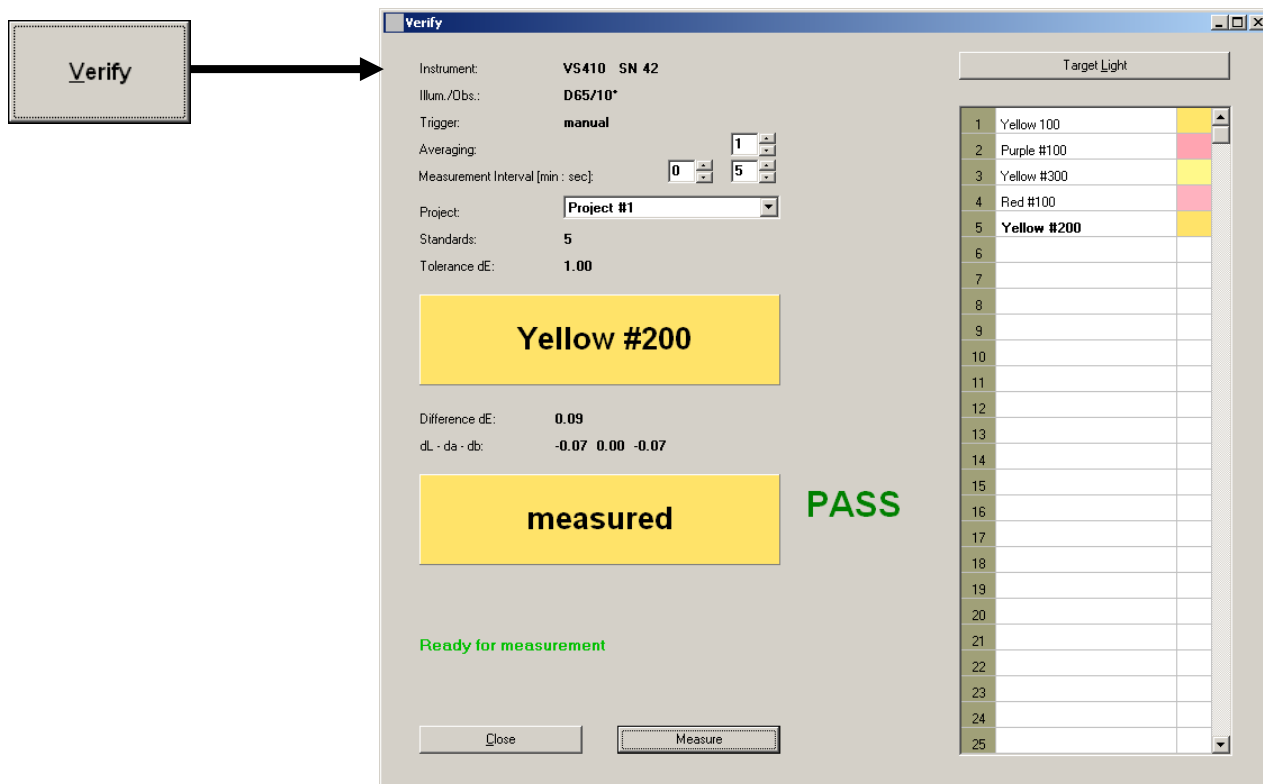 Verify
Verify
Instrument: VS410 SN 42
Illum./Obs.: D65/10*
Trigger: manual
Averaging: 1
Measurement Interval [min : sec]: 0 5
Project: Project #1
Standards: 5
Tolerance dE: 1.00
Yellow #200
Difference dE: 0.09
dL - da - db: -0.07 0.00 -0.07
measured
PASS
Ready for measurement
Close Measure
Target Light
1 Yellow 100
2 Purple #100
3 Yellow #300
4 Red #100
5 Yellow #200
6
7
8
9
10
11
12
13
14
15
16
17
18
19
20
21
22
23
24
25